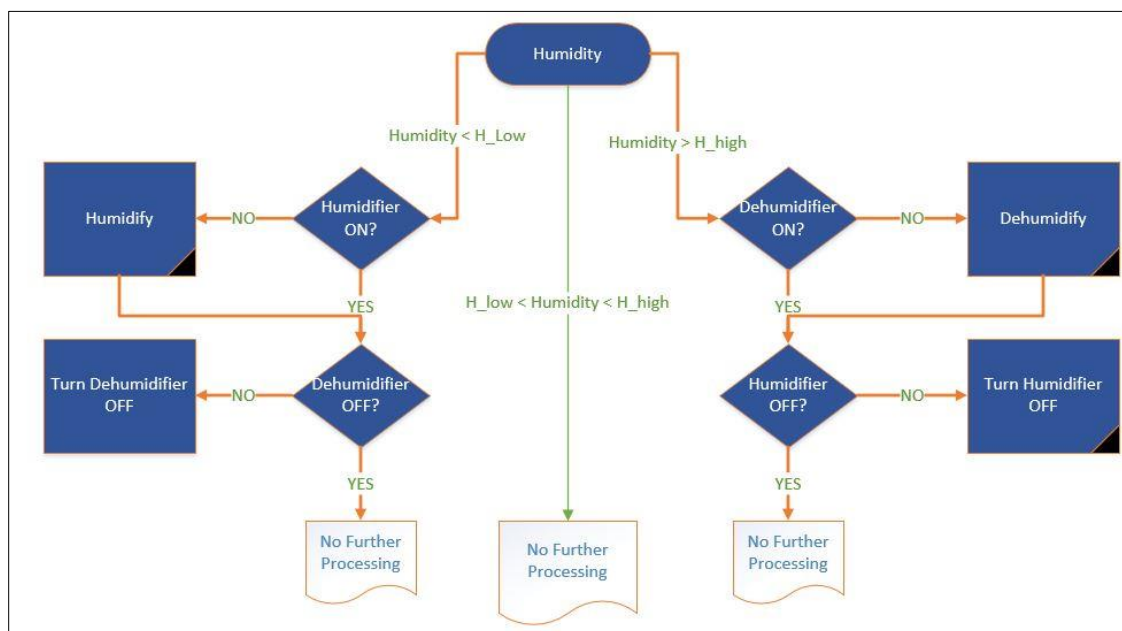 Humidity
Humidity < H_Low
Humidity > H_high
Humidify
NO
Humidifier
ON?
Dehumidifier
ON?
NO
Dehumidify
YES
H_low < Humidity < H_high
YES
Turn Dehumidifier
OFF
NO
Dehumidifier
OFF?
Humidifier
OFF?
NO
Turn Humidifier
OFF
YES
YES
No Further
Processing
No Further
Processing
No Further
Processing